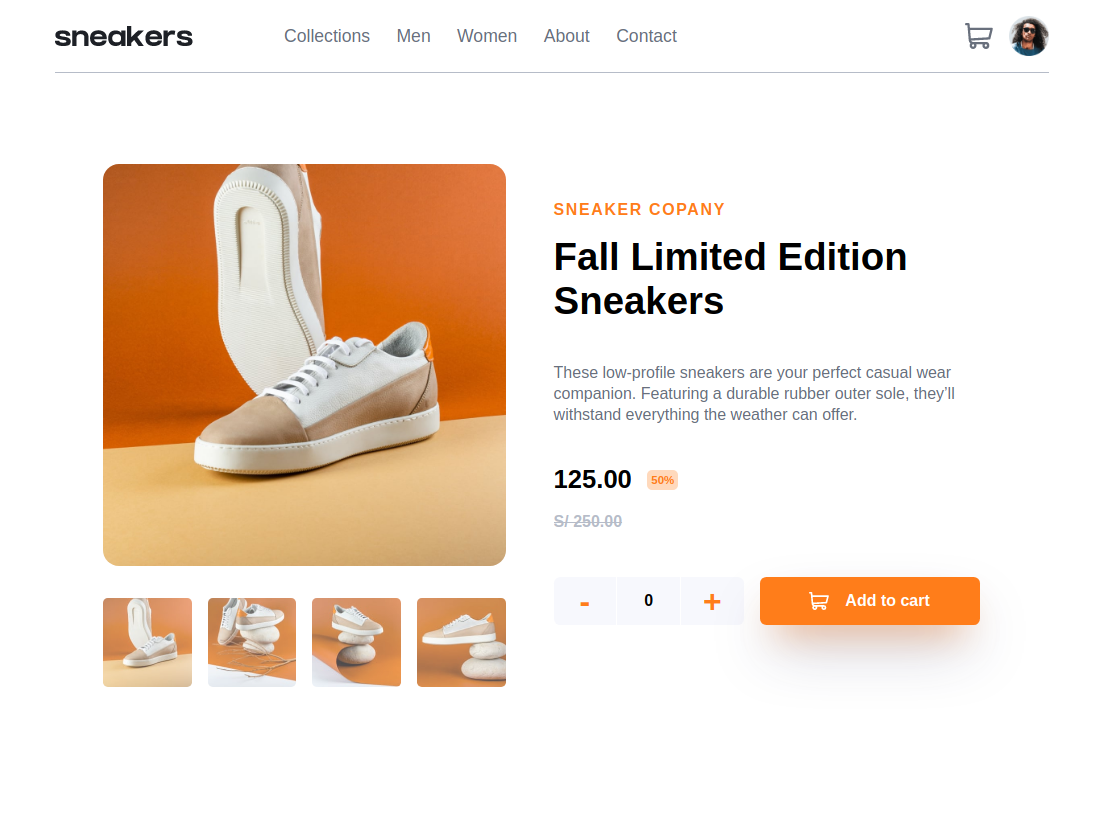 sneakers
Collections Men Women About Contact
SNEAKER COPANY
Fall Limited Edition
Sneakers
These low-profile sneakers are your perfect casual wear
companion. Featuring a durable rubber outer sole, they’ll
withstand everything the weather can offer.
125.00 50%
S/ 250.00
- 0 + Add to cart